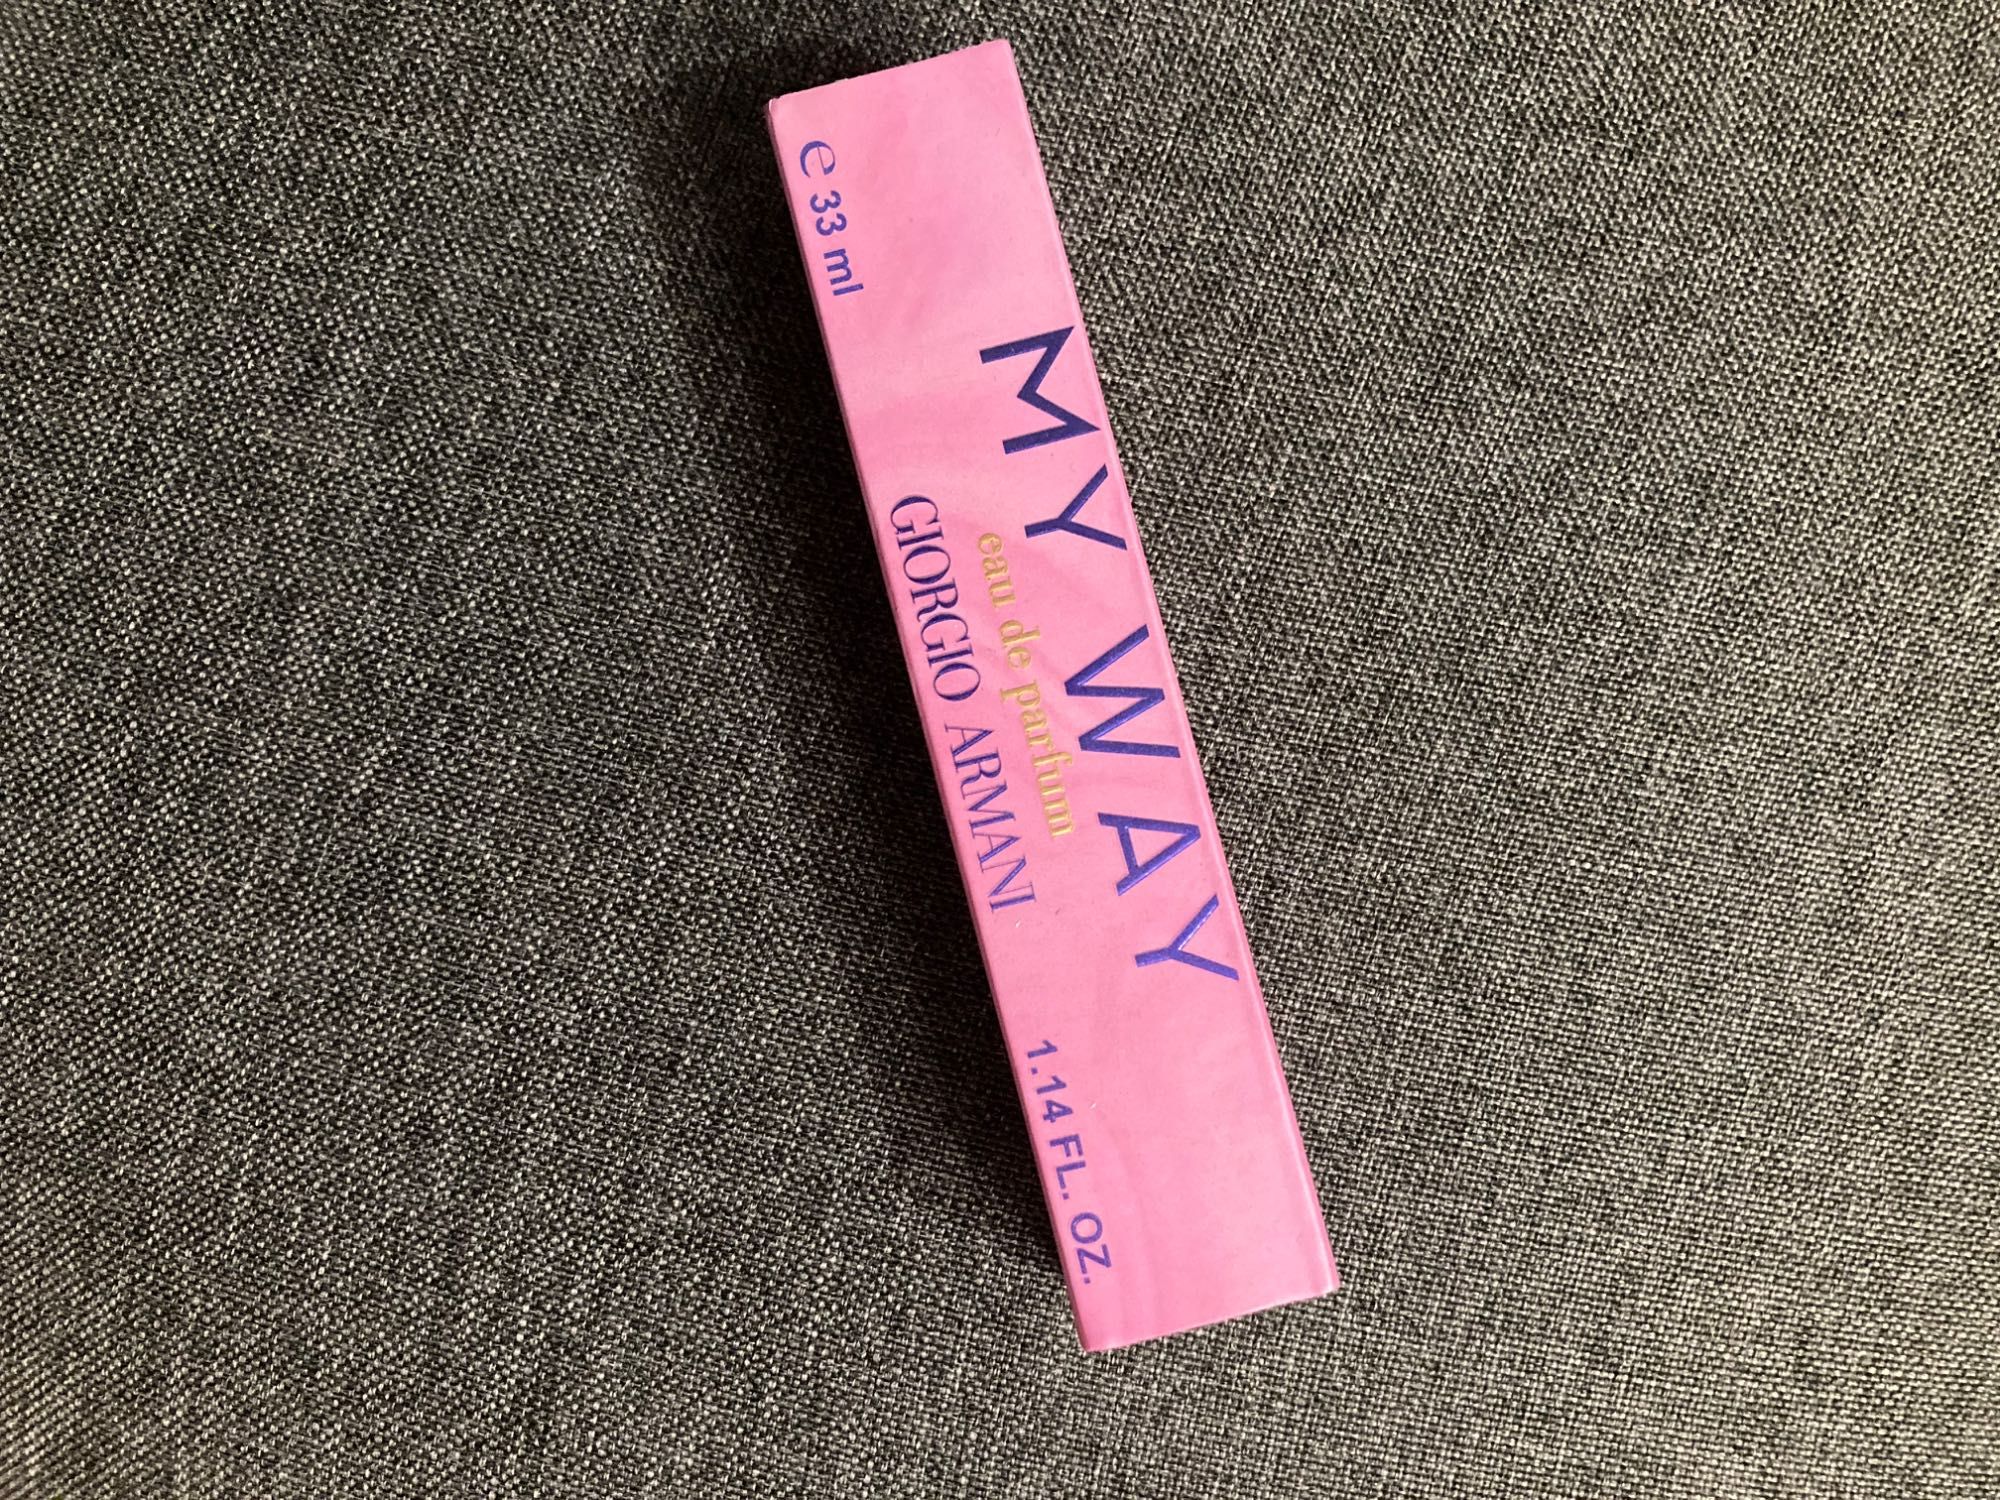 MY WAY
eau de parfum
GIORGIO ARMANI
℮ 33 ml
1.14 FL. OZ.